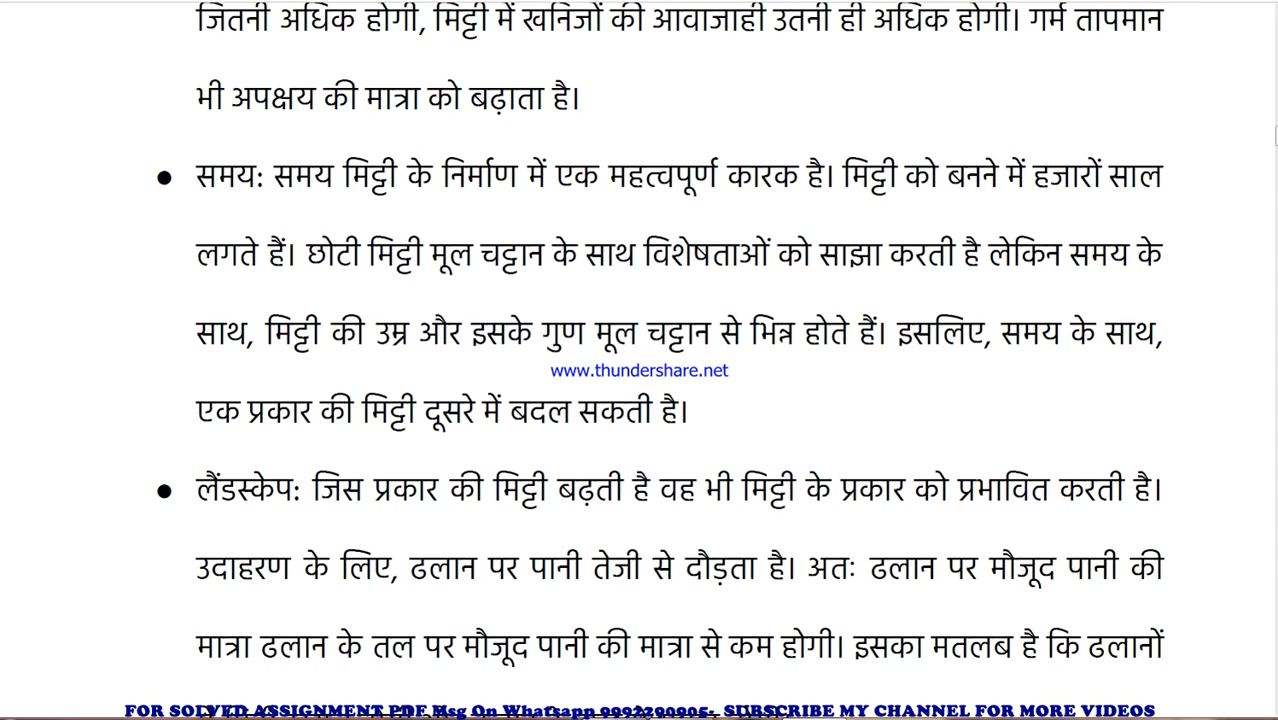 जितनी अधिक होगी, मिट्टी में खनिजों की आवाजाही उतनी ही अधिक होगी। गर्म तापमान
भी अपक्षय की मात्रा को बढ़ाता है।
● समय: समय मिट्टी के निर्माण में एक महत्वपूर्ण कारक है। मिट्टी को बनने में हजारों साल
लगते हैं। छोटी मिट्टी मूल चट्टान के साथ विशेषताओं को साझा करती है लेकिन समय के
साथ, मिट्टी की उम्र और इसके गुण मूल चट्टान से भिन्न होते हैं। इसलिए, समय के साथ,
www.thundershare.net
एक प्रकार की मिट्टी दूसरे में बदल सकती है।
● लैंडस्केप: जिस प्रकार की मिट्टी बढ़ती है वह भी मिट्टी के प्रकार को प्रभावित करती है।
उदाहरण के लिए, ढलान पर पानी तेजी से दौड़ता है। अतः ढलान पर मौजूद पानी की
मात्रा ढलान के तल पर मौजूद पानी की मात्रा से कम होगी। इसका मतलब है कि ढलानों
FOR SOLVED ASSIGNMENT PDF Msg On Whatsapp 9992290905-, SUBSCRIBE MY CHANNEL FOR MORE VIDEOS